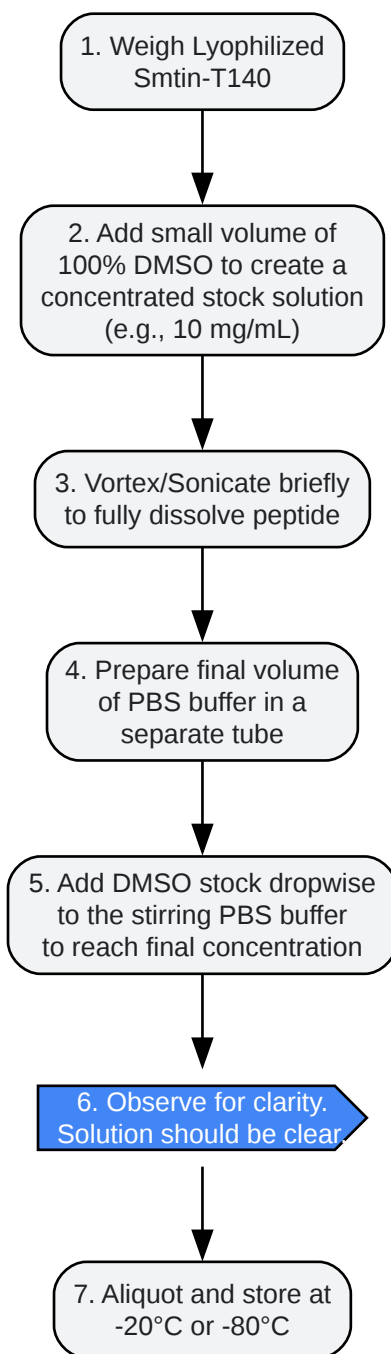 1. Weigh Lyophilized
Smtin-T140
2. Add small volume of
100% DMSO to create a
concentrated stock solution
(e.g., 10 mg/mL)
3. Vortex/Sonicate briefly
to fully dissolve peptide
4. Prepare final volume
of PBS buffer in a
separate tube
5. Add DMSO stock dropwise
to the stirring PBS buffer
to reach final concentration
6. Observe for clarity.
Solution should be clear.
7. Aliquot and store at
-20°C or -80°C